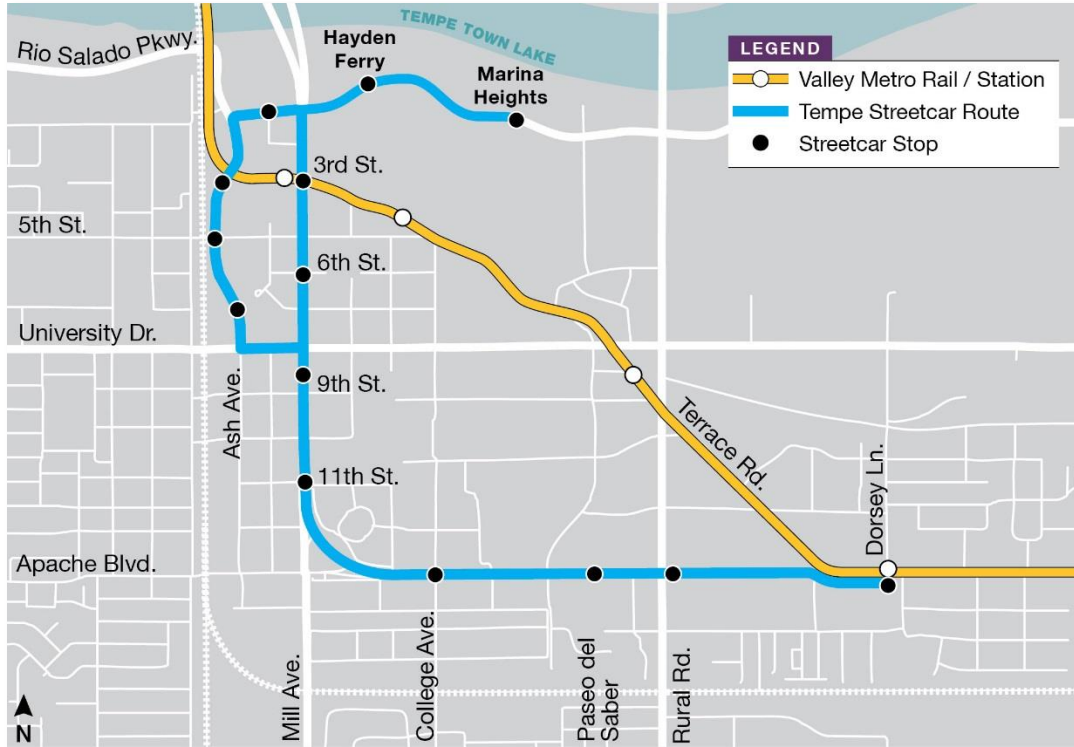 TEMPE TOWN LAKE
Rio Salado Pkwy.
Hayden
Ferry
Marina
Heights
LEGEND
Valley Metro Rail / Station
Tempe Streetcar Route
Streetcar Stop
3rd St.
5th St.
6th St.
University Dr.
9th St.
Ash Ave.
Terrace Rd.
11th St.
Dorsey Ln.
Apache Blvd.
Mill Ave.
College Ave.
Paseo del
Saber
Rural Rd.
N